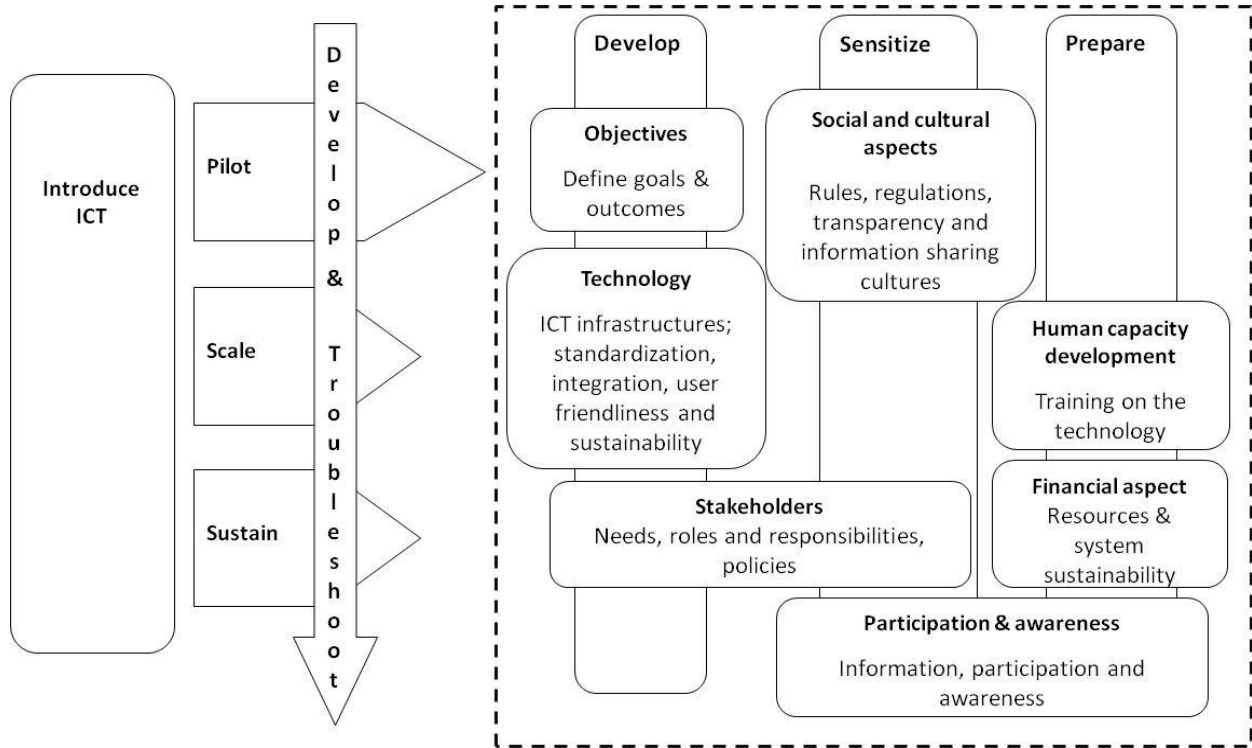 Introduce
ICT
Pilot
Scale
Sustain
Develop & Troubleshoot
Develop
Sensitize
Prepare
Objectives
Define goals &
outcomes
Social and cultural
aspects
Rules, regulations,
transparency and
information sharing
cultures
Technology
ICT infrastructures;
standardization,
integration, user
friendliness and
sustainability
Human capacity
development
Training on the
technology
Stakeholders
Needs, roles and responsibilities,
policies
Financial aspect
Resources &
system
sustainability
Participation & awareness
Information, participation and
awareness